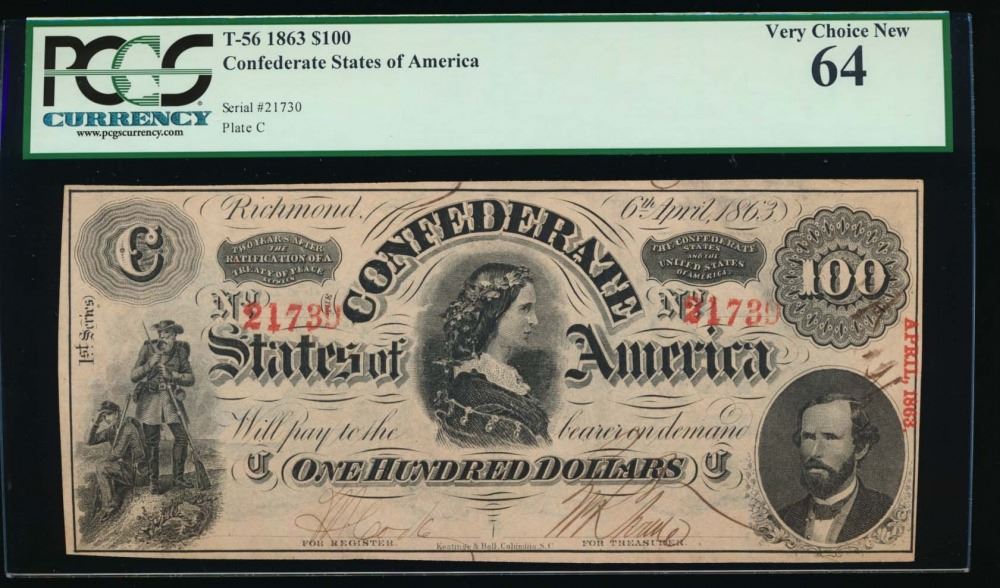 PCGS
CURRENCY
www.pcgscurrency.com
T-56 1863 $100
Confederate States of America
Serial #21730
Plate C
Very Choice New
64
Richmond,
6th April, 1863
C
TWO YEARS AFTER
THE
RATIFICATION OF A
TREATY OF PEACE
BETWEEN
CONFEDERATE
THE CONFEDERATE
STATES
AND THE
UNITED STATES
OF AMERICA
100
No 21730
No 21730
1st Series
States of America
APRIL, 1863.
Will pay to the bearer on demand
C ONE HUNDRED DOLLARS C
FOR REGISTER
Keatinge & Ball, Columbia, S.C.
FOR TREASURER